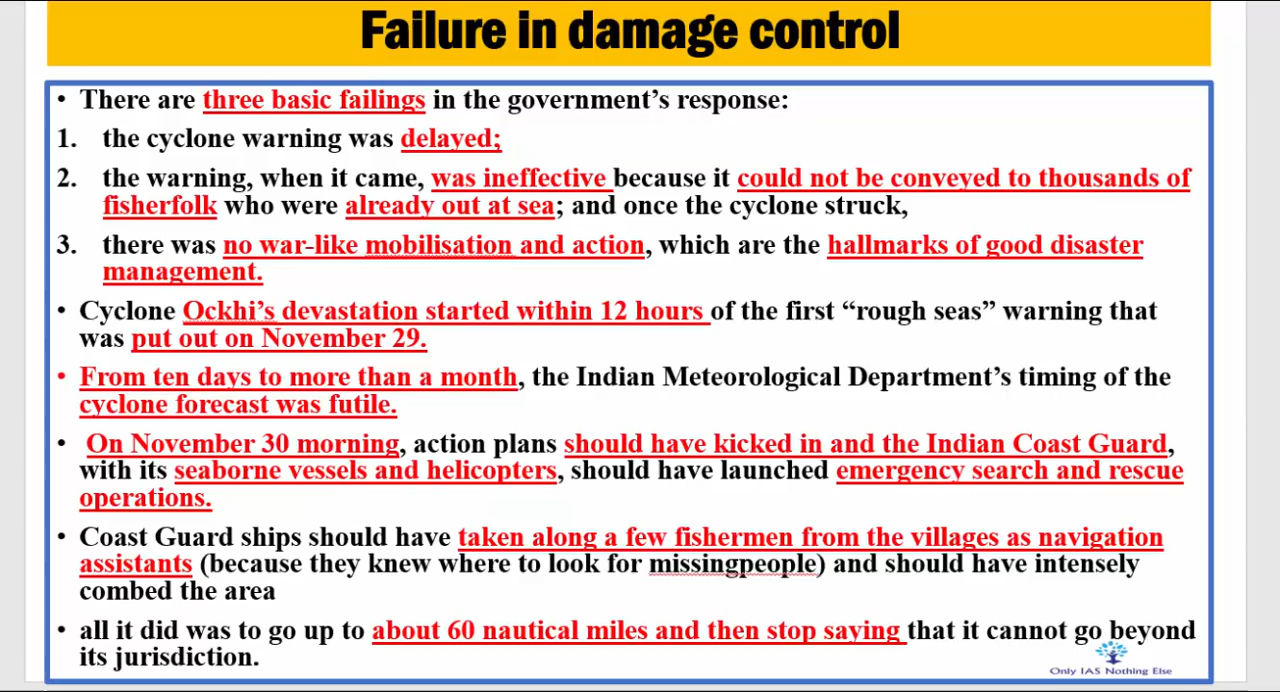 Failure in damage control
• There are three basic failings in the government’s response:
1. the cyclone warning was delayed;
2. the warning, when it came, was ineffective because it could not be conveyed to thousands of
fisherfolk who were already out at sea; and once the cyclone struck,
3. there was no war-like mobilisation and action, which are the hallmarks of good disaster
management.
• Cyclone Ockhi’s devastation started within 12 hours of the first “rough seas” warning that
was put out on November 29.
• From ten days to more than a month, the Indian Meteorological Department’s timing of the
cyclone forecast was futile.
• On November 30 morning, action plans should have kicked in and the Indian Coast Guard,
with its seaborne vessels and helicopters, should have launched emergency search and rescue
operations.
• Coast Guard ships should have taken along a few fishermen from the villages as navigation
assistants (because they knew where to look for missingpeople) and should have intensely
combed the area
• all it did was to go up to about 60 nautical miles and then stop saying that it cannot go beyond
its jurisdiction.
Only IAS Nothing Else